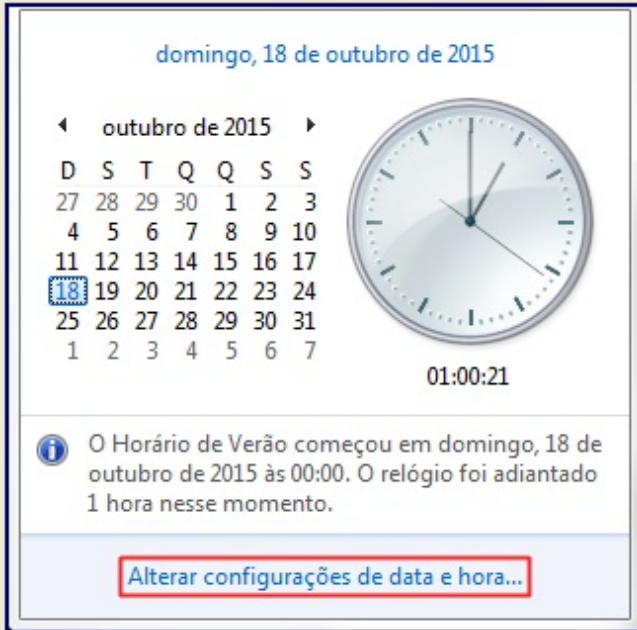 domingo, 18 de outubro de 2015
outubro de 2015
D S T Q Q S S
27 28 29 30 1 2 3
4 5 6 7 8 9 10
11 12 13 14 15 16 17
18 19 20 21 22 23 24
25 26 27 28 29 30 31
1 2 3 4 5 6 7
01:00:21
O Horário de Verão começou em domingo, 18 de
outubro de 2015 às 00:00. O relógio foi adiantado
1 hora nesse momento.
Alterar configurações de data e hora...